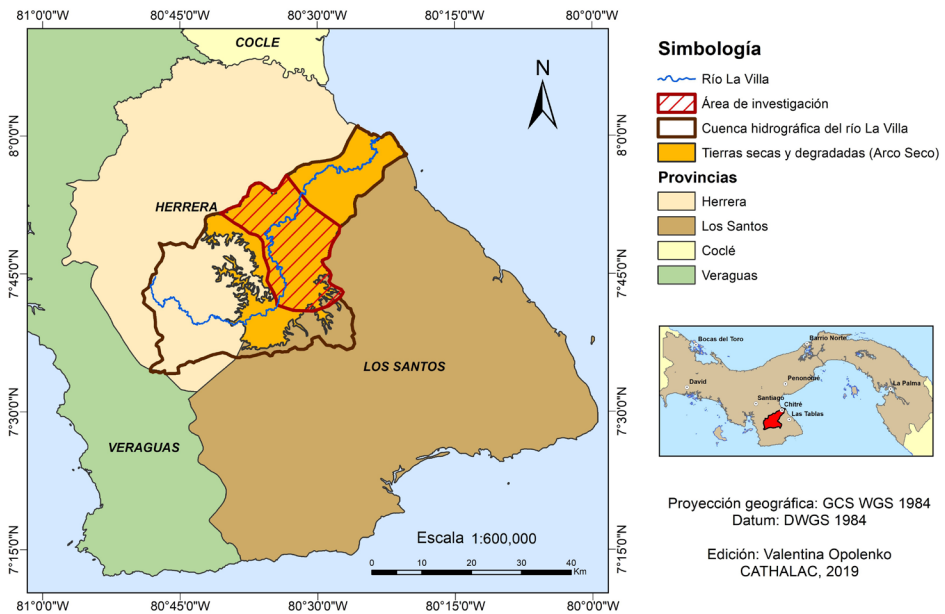 81°0'0"W
80°45'0"W
80°30'0"W
80°15'0"W
80°0'0"W
8°0'0"N
7°45'0"N
7°30'0"N
7°15'0"N
COCLE
N
HERRERA
LOS SANTOS
VERAGUAS
Escala 1:600,000
0 5 10 20 30 40
Km
8°0'0"N
7°45'0"N
7°30'0"N
7°15'0"N
81°0'0"W
80°45'0"W
80°30'0"W
80°15'0"W
80°0'0"W
Simbología
Río La Villa
Área de investigación
Cuenca hidrográfica del río La Villa
Tierras secas y degradadas (Arco Seco)
Provincias
Herrera
Los Santos
Coclé
Veraguas
Bocas del Toro
Barrio Norte
David
Penonomé
Santiago
Chitré
La Palma
Las Tablas
Proyección geográfica: GCS WGS 1984
Datum: DWGS 1984
Edición: Valentina Opolenko
CATHALAC, 2019